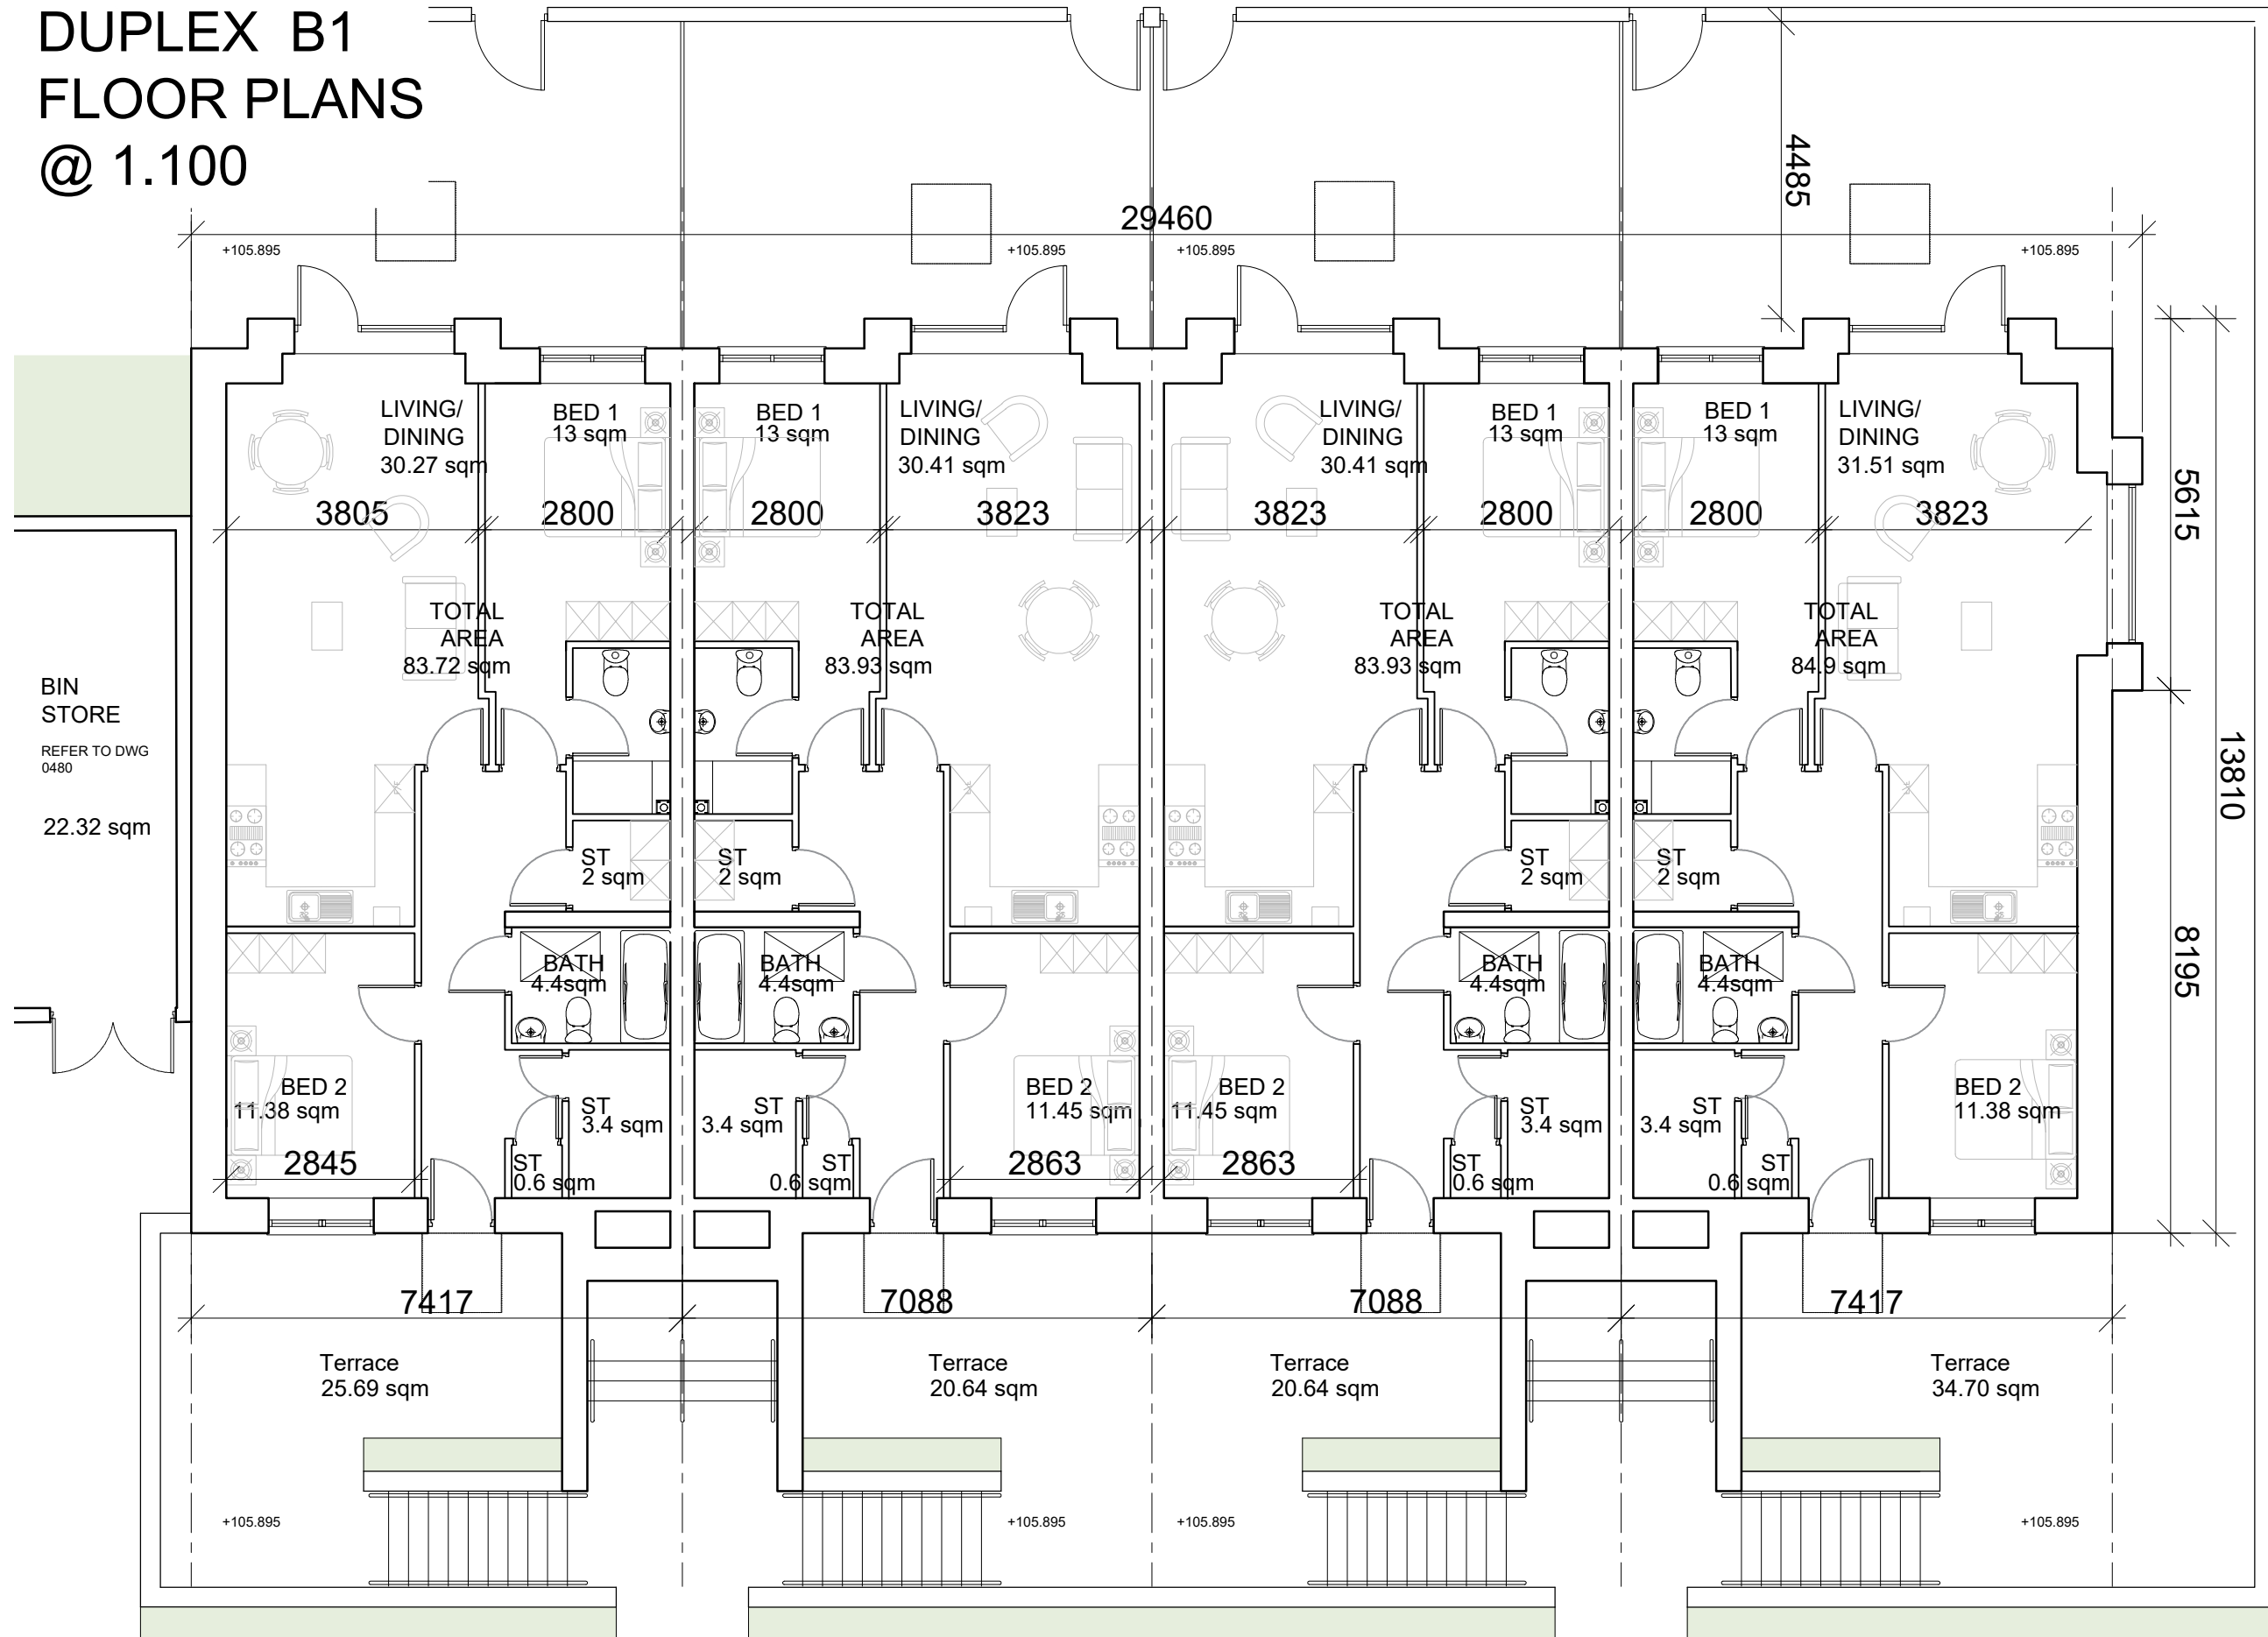 DUPLEX B1
FLOOR PLANS
@ 1.100
4485
29460
+105.895
+105.895
+105.895
+105.895
LIVING/
DINING
30.27 sqm
BED 1
13 sqm
BED 1
13 sqm
LIVING/
DINING
30.41 sqm
LIVING/
DINING
30.41 sqm
BED 1
13 sqm
BED 1
13 sqm
LIVING/
DINING
31.51 sqm
3805
2800
2800
3823
3823
2800
2800
3823
5615
TOTAL
AREA
83.72 sqm
TOTAL
AREA
83.93 sqm
TOTAL
AREA
83.93 sqm
TOTAL
AREA
84.9 sqm
BIN
STORE
REFER TO DWG
0480
22.32 sqm
13810
ST
2 sqm
ST
2 sqm
ST
2 sqm
ST
2 sqm
8195
BATH
4.4sqm
BATH
4.4sqm
BATH
4.4sqm
BATH
4.4sqm
BED 2
11.38 sqm
ST
3.4 sqm
ST
3.4 sqm
BED 2
11.45 sqm
BED 2
11.45 sqm
ST
3.4 sqm
ST
3.4 sqm
BED 2
11.38 sqm
2845
ST
0.6 sqm
ST
0.6 sqm
2863
2863
ST
0.6 sqm
ST
0.6 sqm
7417
7088
7088
7417
Terrace
25.69 sqm
Terrace
20.64 sqm
Terrace
20.64 sqm
Terrace
34.70 sqm
+105.895
+105.895
+105.895
+105.895